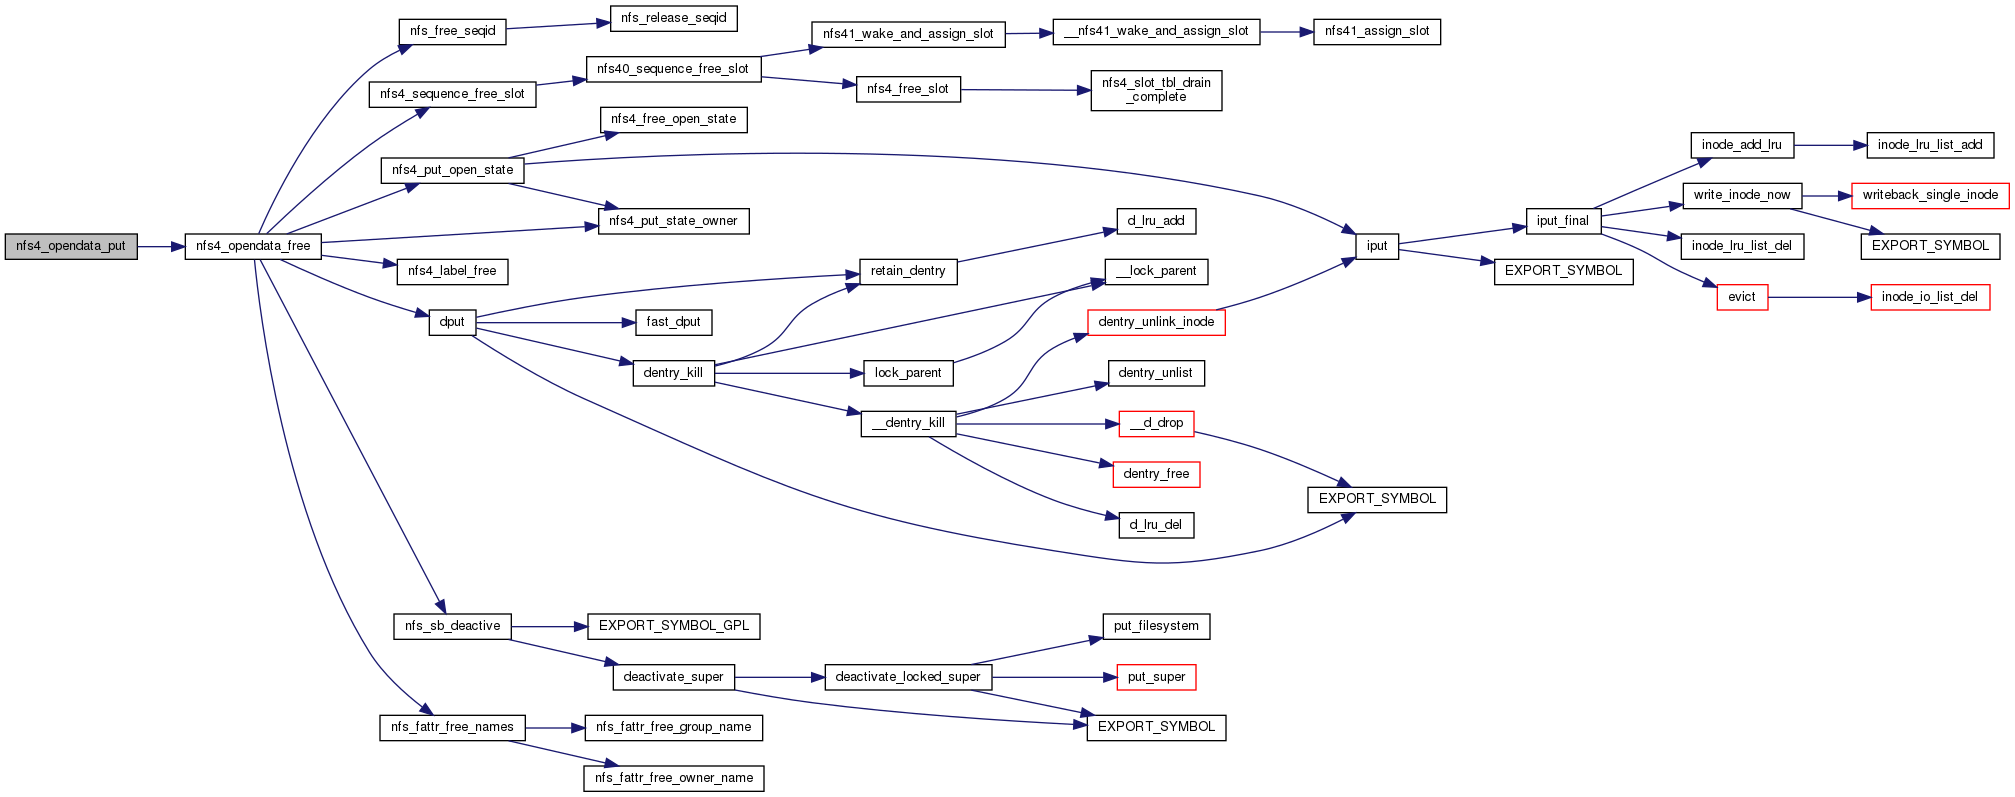 nfs4_opendata_put
nfs4_opendata_free
nfs_free_seqid
nfs_release_seqid
nfs4_sequence_free_slot
nfs40_sequence_free_slot
nfs41_wake_and_assign_slot
__nfs41_wake_and_assign_slot
nfs41_assign_slot
nfs4_free_slot
nfs4_slot_tbl_drain
_complete
nfs4_put_open_state
nfs4_free_open_state
nfs4_put_state_owner
nfs4_label_free
dput
retain_dentry
d_lru_add
fast_dput
dentry_kill
__lock_parent
lock_parent
__dentry_kill
dentry_unlink_inode
dentry_unlist
__d_drop
dentry_free
d_lru_del
EXPORT_SYMBOL
iput
iput_final
EXPORT_SYMBOL
inode_add_lru
inode_lru_list_add
write_inode_now
writeback_single_inode
EXPORT_SYMBOL
inode_lru_list_del
evict
inode_io_list_del
nfs_sb_deactive
EXPORT_SYMBOL_GPL
deactivate_super
deactivate_locked_super
put_filesystem
put_super
EXPORT_SYMBOL
nfs_fattr_free_names
nfs_fattr_free_group_name
nfs_fattr_free_owner_name